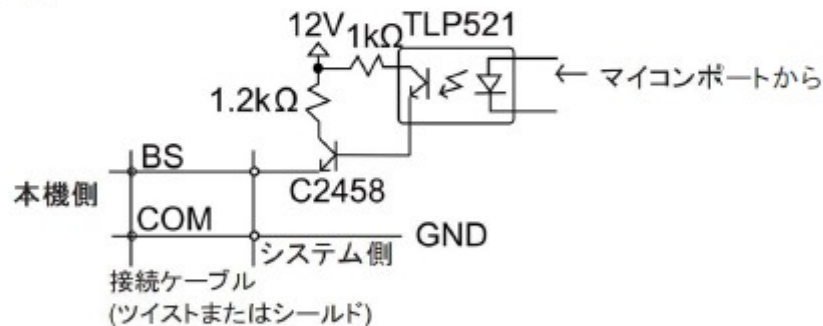 12V
1kΩ
TLP521
1.2kΩ
← マイコンポートから
BS
C2458
本機側
COM
GND
システム側
接続ケーブル
(ツイストまたはシールド)